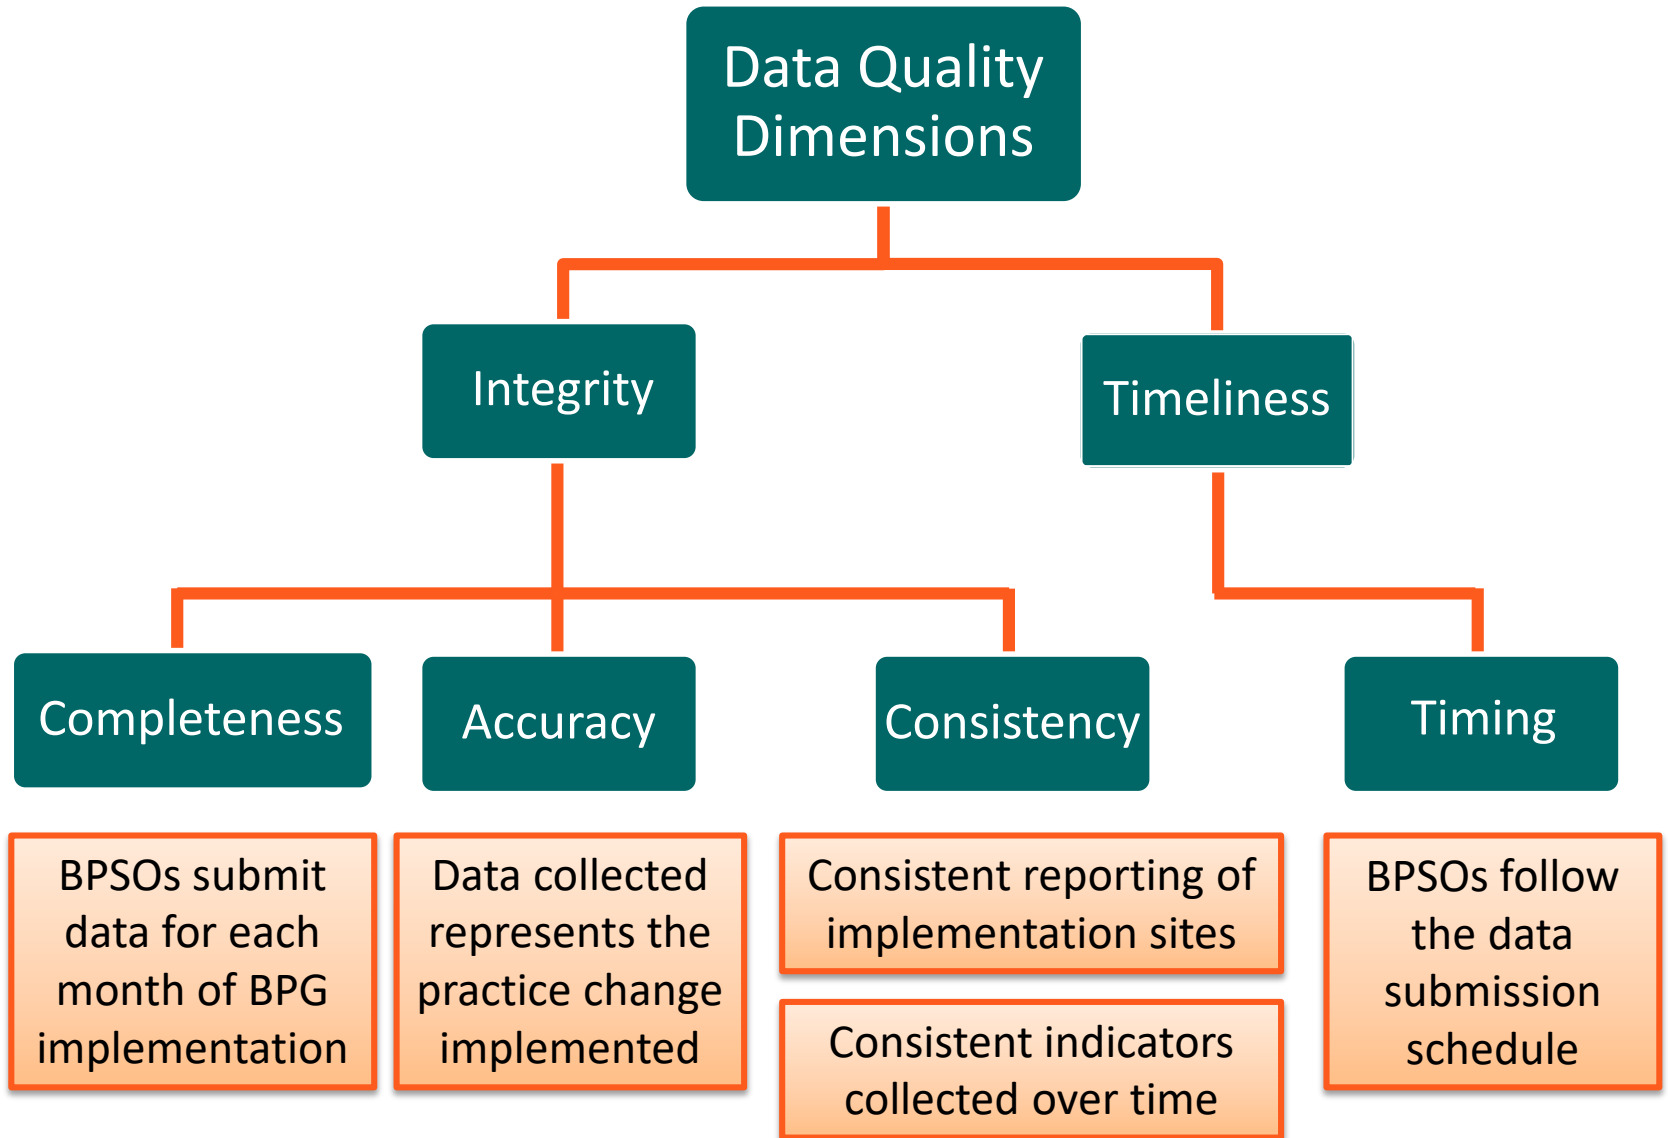 Data Quality
Dimensions
Integrity
Timeliness
Completeness
Accuracy
Consistency
Timing
BPSOs submit
data for each
month of BPG
implementation
Data collected
represents the
practice change
implemented
Consistent reporting of
implementation sites
Consistent indicators
collected over time
BPSOs follow
the data
submission
schedule